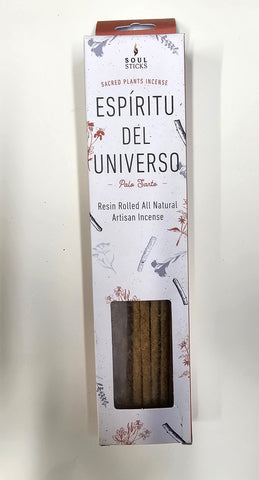 SOUL
STICKS
SACRED PLANTS INCENSE
ESPÍRITU
DEL
UNIVERSO
- Palo Santo -
Resin Rolled All Natural
Artisan Incense